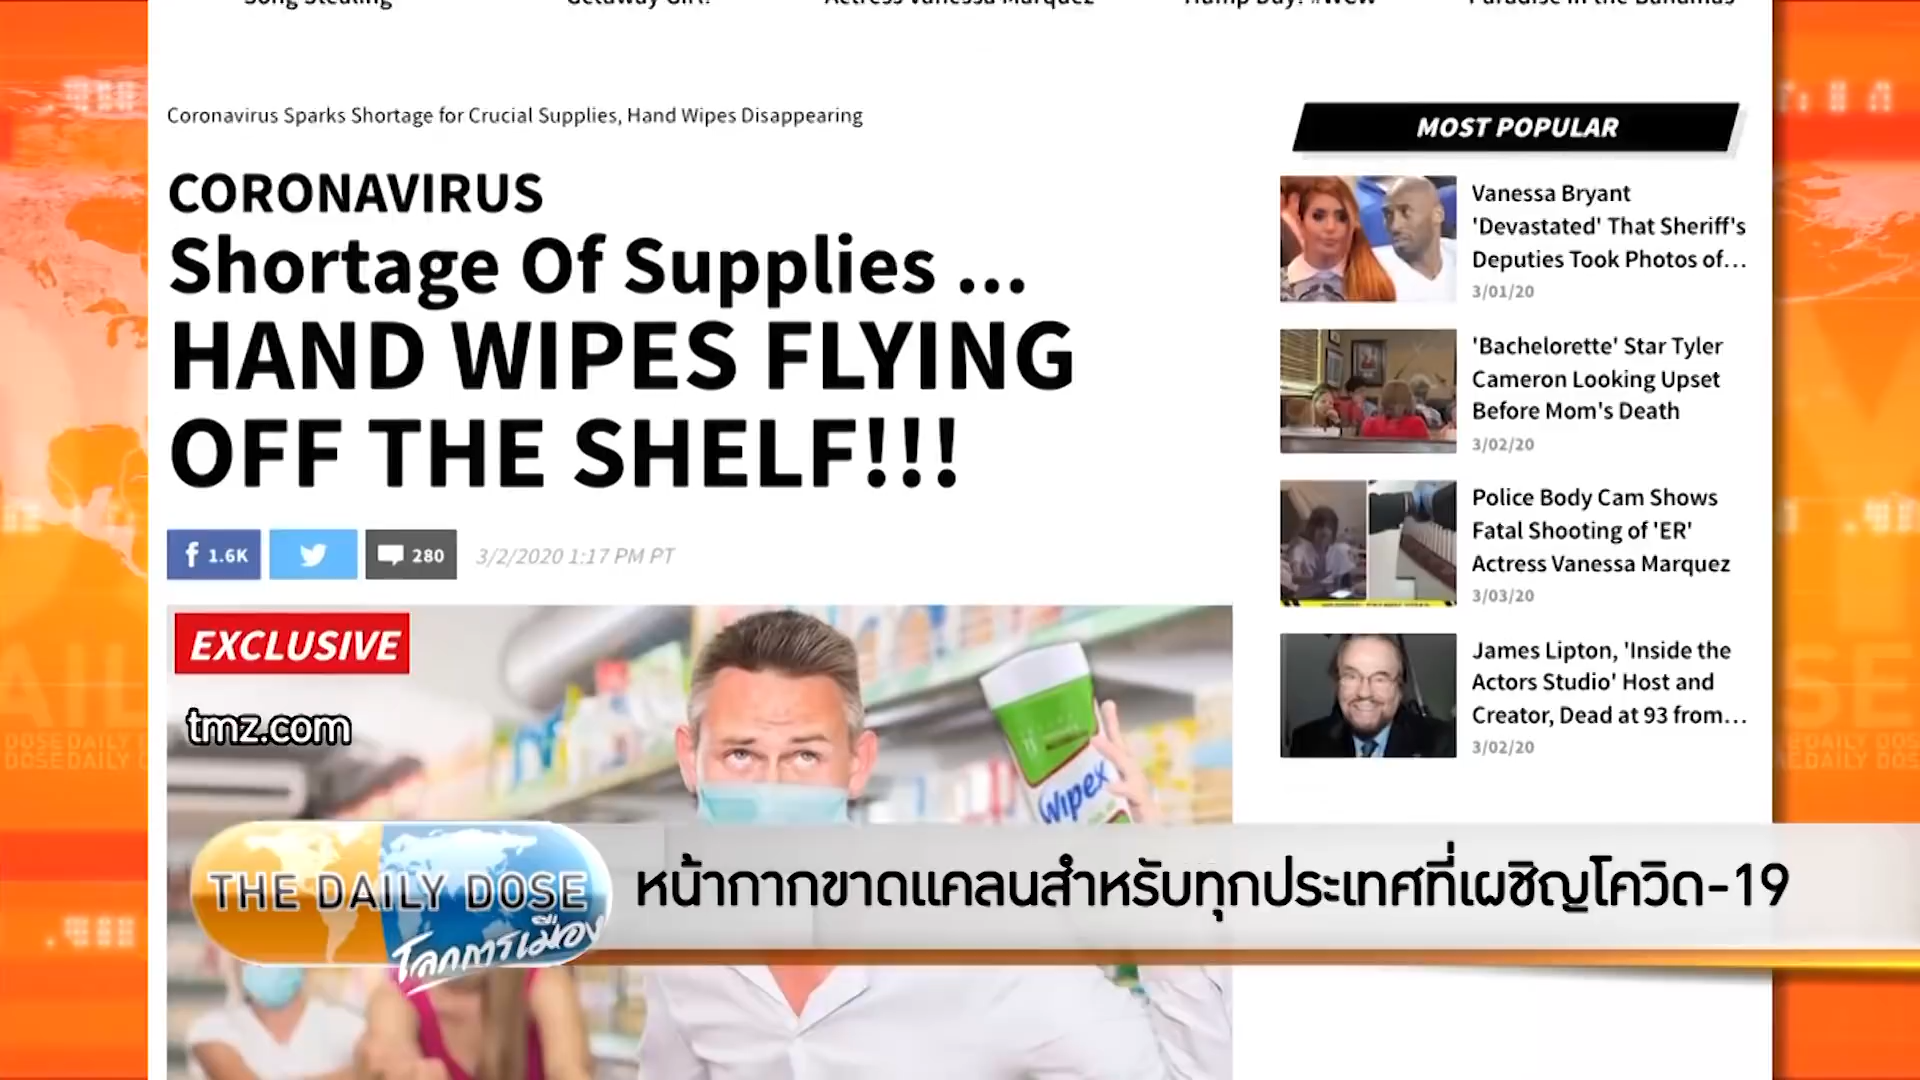 Actress Vanessa Marquez
Coronavirus Sparks Shortage for Crucial Supplies, Hand Wipes Disappearing
CORONAVIRUS
Shortage Of Supplies ...
HAND WIPES FLYING
OFF THE SHELF!!!
1.6K
280
3/2/2020 1:17 PM PT
EXCLUSIVE
tmz.com
Wipex
MOST POPULAR
Vanessa Bryant
'Devastated' That Sheriff's
Deputies Took Photos of...
3/01/20
'Bachelorette' Star Tyler
Cameron Looking Upset
Before Mom's Death
3/02/20
Police Body Cam Shows
Fatal Shooting of 'ER'
Actress Vanessa Marquez
3/03/20
James Lipton, 'Inside the
Actors Studio' Host and
Creator, Dead at 93 from...
3/02/20
THE DAILY DOSE
โลกการเมือง
หน้ากากขาดแคลนสำหรับทุกประเทศที่เผชิญโควิด-19